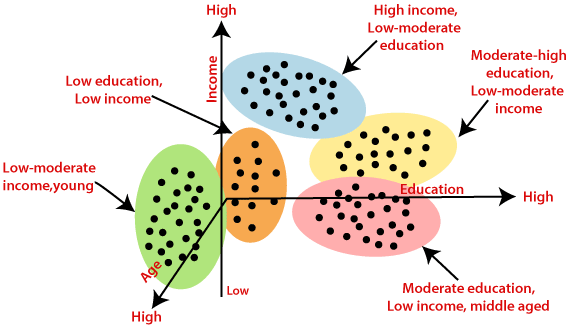 High
High income,
Low-moderate
education
Income
Moderate-high
education,
Low-moderate
income
Low education,
Low income
Low-moderate
income,young
Education
High
Age
Low
High
Moderate education,
Low income, middle aged